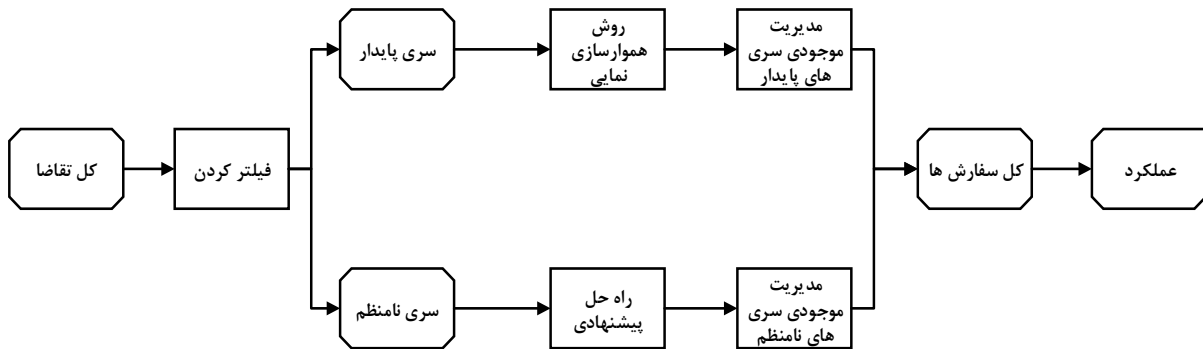 کل تقاضا
فیلتر کردن
سری پایدار
روش
هموارسازی
نمایی
مدیریت
موجودی سری
های پایدار
سری نامنظم
راه حل
پیشنهادی
مدیریت
موجودی سری
های نامنظم
کل سفارش ها
عملکرد